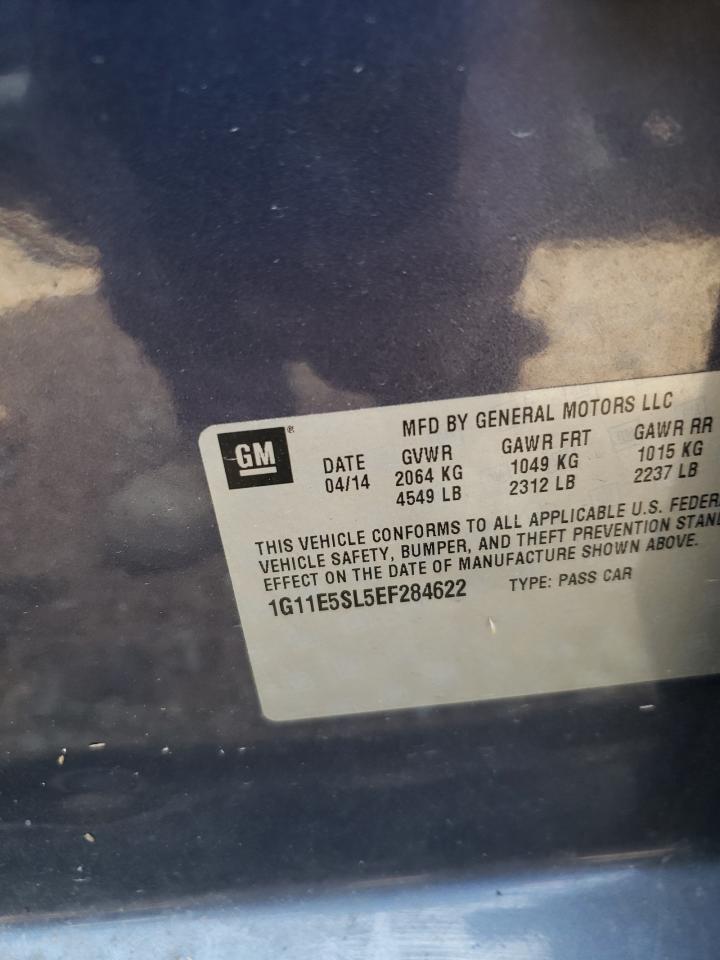 MFD BY GENERAL MOTORS LLC
GM®
DATE GVWR GAWR FRT GAWR RR
04/14 2064 KG 1049 KG 1015 KG
4549 LB 2312 LB 2237 LB
THIS VEHICLE CONFORMS TO ALL APPLICABLE U.S. FEDER
VEHICLE SAFETY, BUMPER, AND THEFT PREVENTION STAN
EFFECT ON THE DATE OF MANUFACTURE SHOWN ABOVE.
1G11E5SL5EF284622 TYPE: PASS CAR